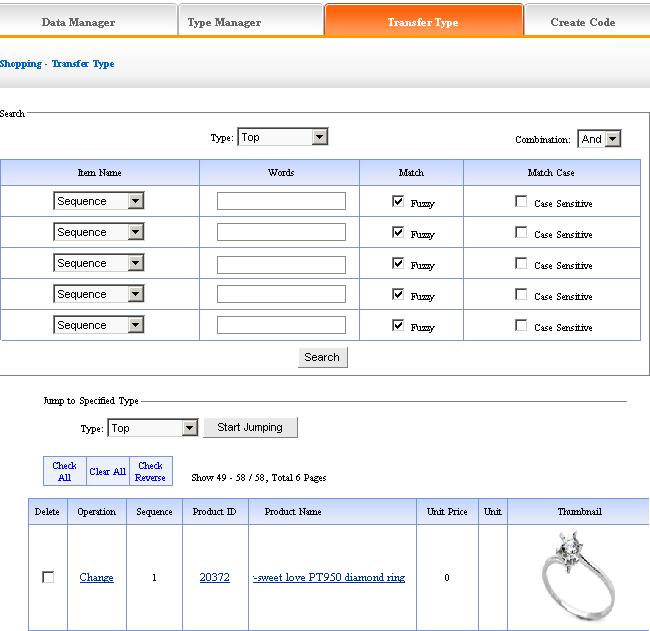 Data Manager Type Manager Transfer Type Create Code
Shopping - Transfer Type
Search
Type: Top Combination: And
Item Name Words Match Match Case
Sequence Fuzzy Case Sensitive
Sequence Fuzzy Case Sensitive
Sequence Fuzzy Case Sensitive
Sequence Fuzzy Case Sensitive
Sequence Fuzzy Case Sensitive
Search
Jump to Specified Type
Type: Top Start Jumping
Check All Clear All Check Reverse Show 49 - 58 / 58, Total 6 Pages
Delete Operation Sequence Product ID Product Name Unit Price Unit Thumbnail
Change 1 20372 -sweet love PT950 diamond ring 0